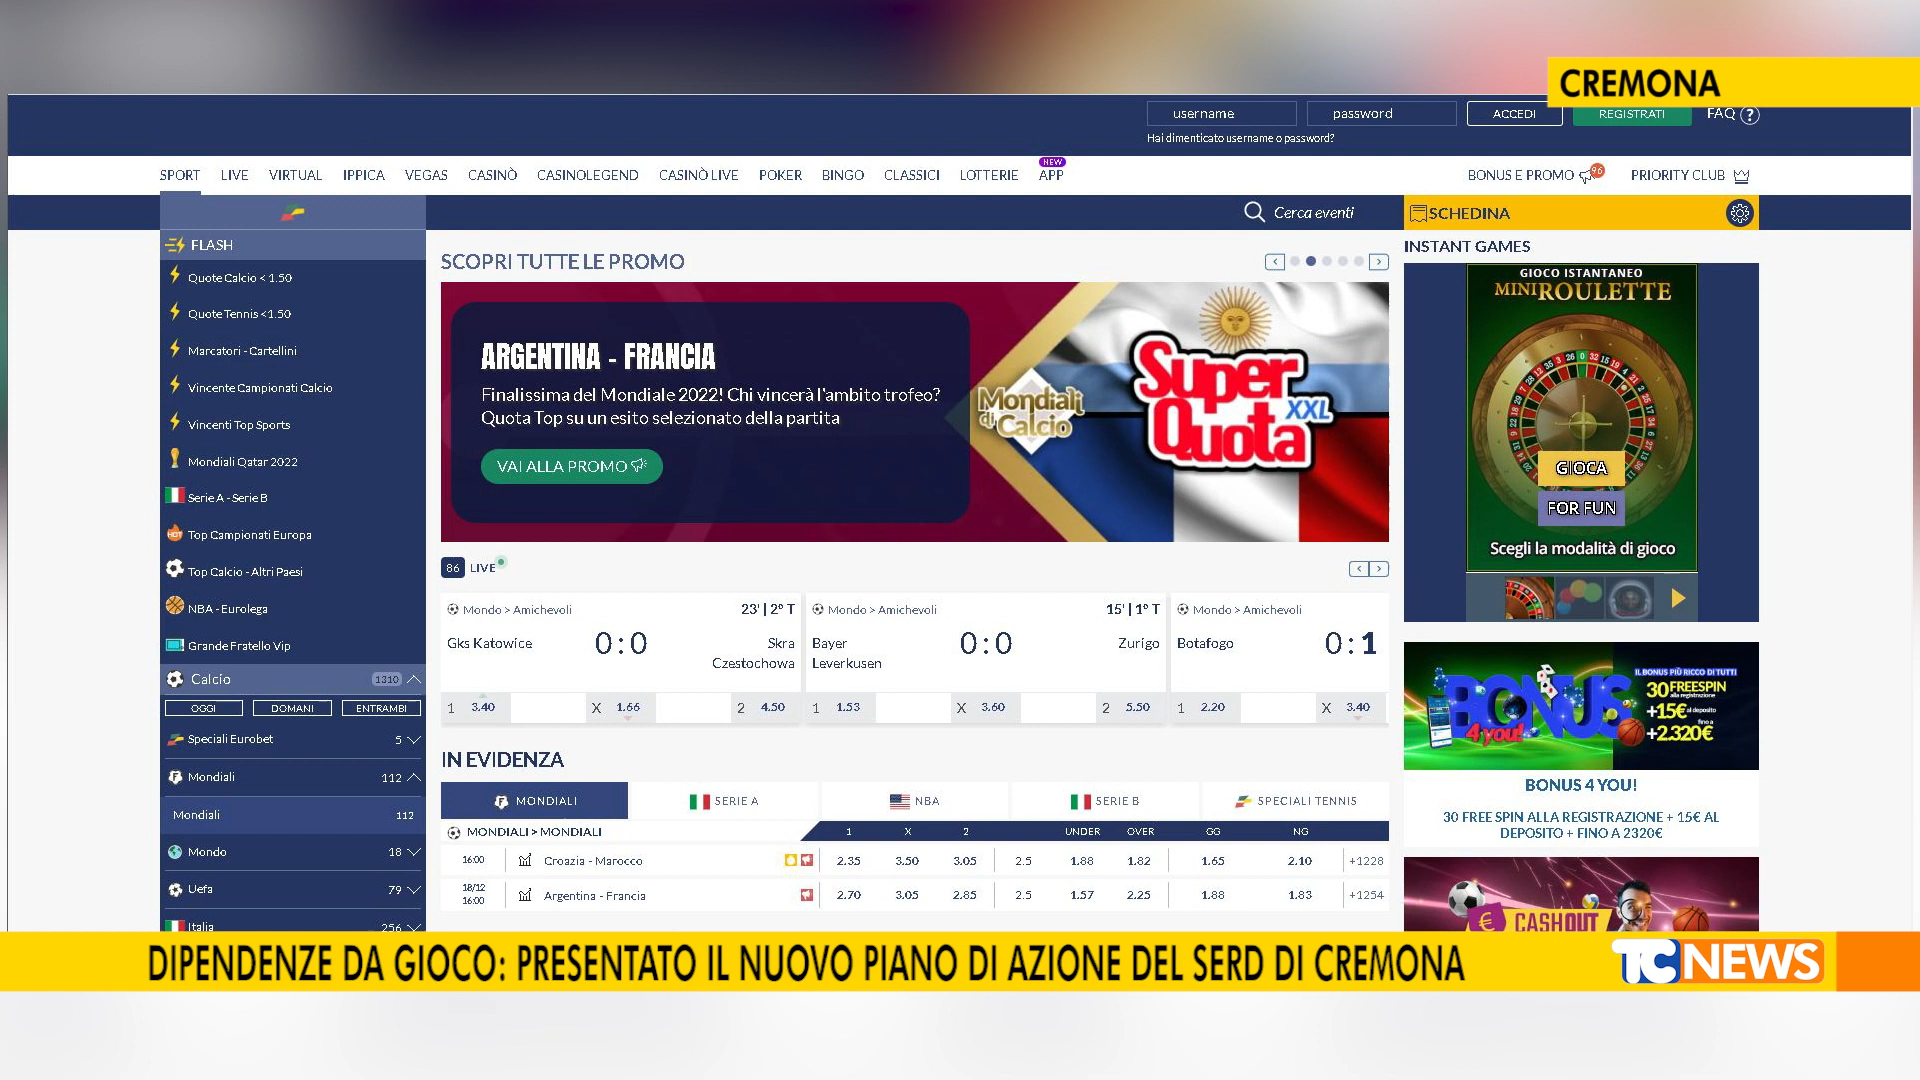 CREMONA
username
password
ACCEDI
REGISTRATI
FAQ ?
Hai dimenticato username o password?
SPORT LIVE VIRTUAL IPPICA VEGAS CASINÒ CASINOLEGEND CASINÒ LIVE POKER BINGO CLASSICI LOTTERIE APP
NEW
BONUS E PROMO 96
PRIORITY CLUB
Cerca eventi
SCHEDINA
FLASH
Quote Calcio < 1.50
Quote Tennis <1.50
Marcatori - Cartellini
Vincente Campionati Calcio
Vincenti Top Sports
Mondiali Qatar 2022
Serie A - Serie B
HOT
Top Campionati Europa
Top Calcio - Altri Paesi
NBA - Eurolega
Grande Fratello Vip
Calcio 1310
OGGI DOMANI ENTRAMBI
Speciali Eurobet 5
Mondiali 112
Mondiali 112
Mondo 18
Uefa 79
Italia 256
SCOPRI TUTTE LE PROMO
ARGENTINA - FRANCIA
Finalissima del Mondiale 2022! Chi vincerà l'ambito trofeo?
Quota Top su un esito selezionato della partita
VAI ALLA PROMO
Mondiali
di Calcio
Super
Quota
XXL
86 LIVE
Mondo > Amichevoli 23' | 2° T
Gks Katowice 0 : 0 Skra
Czestochowa
1 3.40 X 1.66 2 4.50
Mondo > Amichevoli 15' | 1° T
Bayer 0 : 0 Zurigo
Leverkusen
1 1.53 X 3.60 2 5.50
Mondo > Amichevoli
Botafogo 0 : 1
1 2.20 X 3.40
IN EVIDENZA
MONDIALI SERIE A NBA SERIE B SPECIALI TENNIS
MONDIALI > MONDIALI 1 X 2 UNDER OVER GG NG
16:00 Croazia - Marocco 2.35 3.50 3.05 2.5 1.88 1.82 1.65 2.10 +1228
18/12
16:00 Argentina - Francia 2.70 3.05 2.85 2.5 1.57 2.25 1.88 1.83 +1254
INSTANT GAMES
GIOCO ISTANTANEO
MINIROULETTE
GIOCA
FOR FUN
Scegli la modalità di gioco
BONUS
4 you!
IL BONUS PIÙ RICCO DI TUTTI
30 FREESPIN
alla registrazione
+15€ al deposito
fino a
+2.320€
BONUS 4 YOU!
30 FREE SPIN ALLA REGISTRAZIONE + 15€ AL
DEPOSITO + FINO A 2320€
€ CASHOUT
DIPENDENZE DA GIOCO: PRESENTATO IL NUOVO PIANO DI AZIONE DEL SERD DI CREMONA
TC NEWS